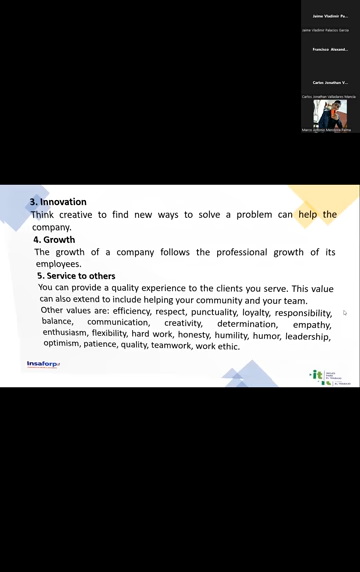 Jaime Vladimir Pa...
Jaime Vladimir Palacios Garcia
Francisco Alexand...
Carlos Jonathan V...
Carlos Jonathan Valladares Mancia
3. Innovation
Think creative to find new ways to solve a problem can help the
company.
4. Growth
The growth of a company follows the professional growth of its
employees.
5. Service to others
You can provide a quality experience to the clients you serve. This value
can also extend to include helping your community and your team.
Other values are: efficiency, respect, punctuality, loyalty, responsibility,
balance, communication, creativity, determination, empathy,
enthusiasm, flexibility, hard work, honesty, humility, humor, leadership,
optimism, patience, quality, teamwork, work ethic.
Insaforp
it